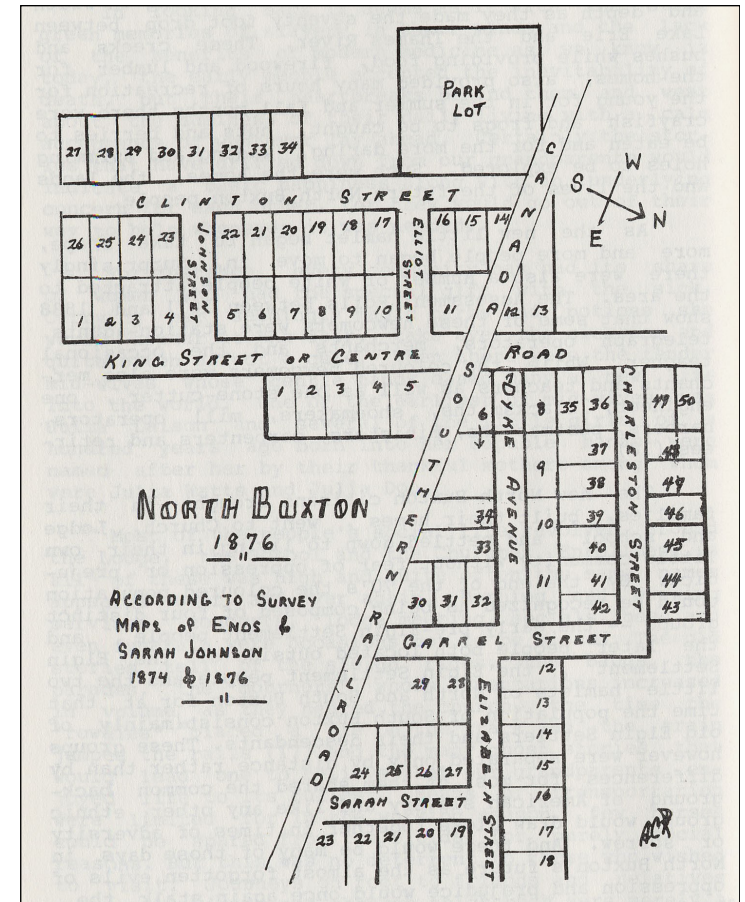 PARK
LOT
27 28 29 30 31 32 33 34
CLINTON STREET
26 25 24 23
22 21 20 19 18 17
16 15 14
JOHNSON STREET
ELLIOT STREET
1 2 3 4
5 6 7 8 9 10
11 12 13
W
S
N
E
CANADA SOUTHERN RAILROAD
KING STREET OR CENTRE ROAD
1 2 3 4 5
6
DYKE AVENUE
8 35 36
9 37
38
10 39
40
11 41
42
CHARLESTON STREET
49 50
47
46
45
44
43
34
33
30 31 32
NORTH BUXTON
1876
ACCORDING TO SURVEY
MAPS OF ENOS &
SARAH JOHNSON
1874 & 1876
GARREL STREET
29 28
ELIZABETH STREET
12
13
14
15
16
17
18
24 25 26 27
SARAH STREET
23 22 21 20 19